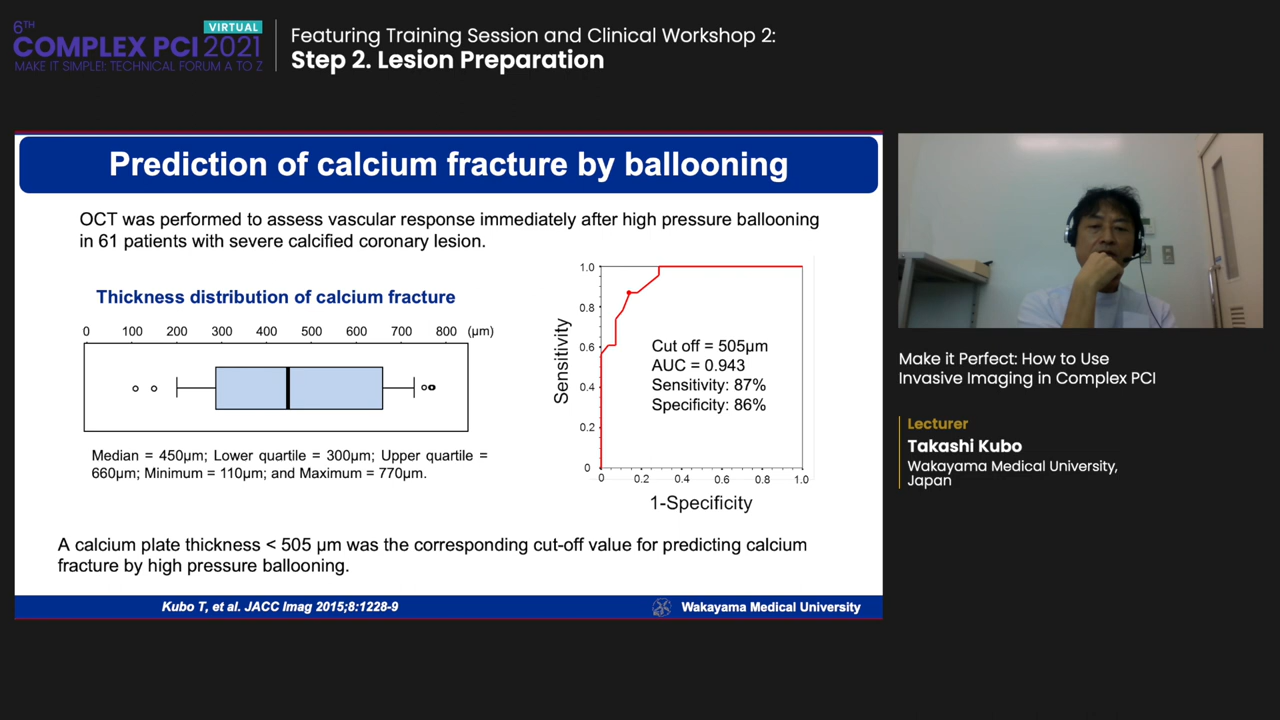 6TH
VIRTUAL
COMPLEX PCI 2021
MAKE IT SIMPLE!: TECHNICAL FORUM A TO Z
Featuring Training Session and Clinical Workshop 2:
Step 2. Lesion Preparation
Prediction of calcium fracture by ballooning
OCT was performed to assess vascular response immediately after high pressure ballooning
in 61 patients with severe calcified coronary lesion.
Thickness distribution of calcium fracture
0 100 200 300 400 500 600 700 800 (μm)
Median = 450μm; Lower quartile = 300μm; Upper quartile =
660μm; Minimum = 110μm; and Maximum = 770μm.
Sensitivity
1.0
0.8
0.6
0.4
0.2
0
Cut off = 505μm
AUC = 0.943
Sensitivity: 87%
Specificity: 86%
0 0.2 0.4 0.6 0.8 1.0
1-Specificity
A calcium plate thickness < 505 μm was the corresponding cut-off value for predicting calcium
fracture by high pressure ballooning.
Kubo T, et al. JACC Imag 2015;8:1228-9
Wakayama Medical University
Make it Perfect: How to Use
Invasive Imaging in Complex PCI
Lecturer
Takashi Kubo
Wakayama Medical University,
Japan